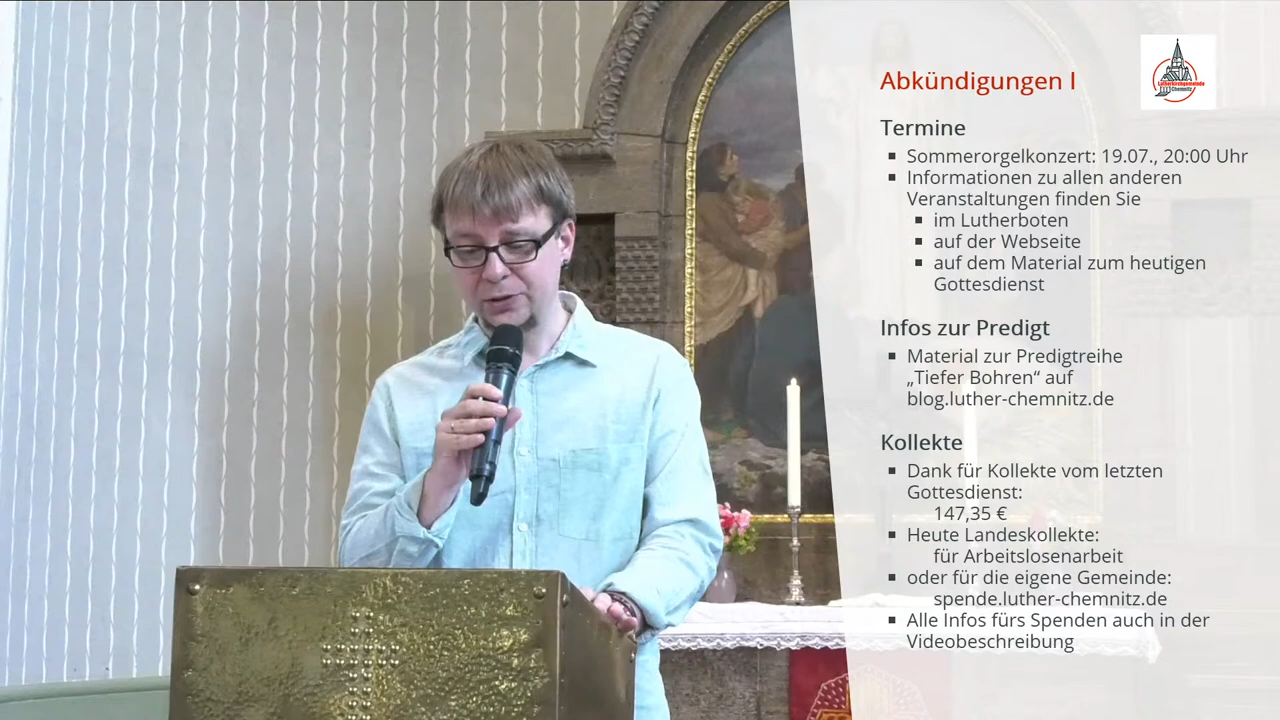 Abkündigungen I
Lutherkirchgemeinde
Chemnitz
Termine
▪ Sommerorgelkonzert: 19.07., 20:00 Uhr
▪ Informationen zu allen anderen
Veranstaltungen finden Sie
▪ im Lutherboten
▪ auf der Webseite
▪ auf dem Material zum heutigen
Gottesdienst
Infos zur Predigt
▪ Material zur Predigtreihe
„Tiefer Bohren“ auf
blog.luther-chemnitz.de
Kollekte
▪ Dank für Kollekte vom letzten
Gottesdienst:
147,35 €
▪ Heute Landeskollekte:
für Arbeitslosenarbeit
▪ oder für die eigene Gemeinde:
spende.luther-chemnitz.de
▪ Alle Infos fürs Spenden auch in der
Videobeschreibung